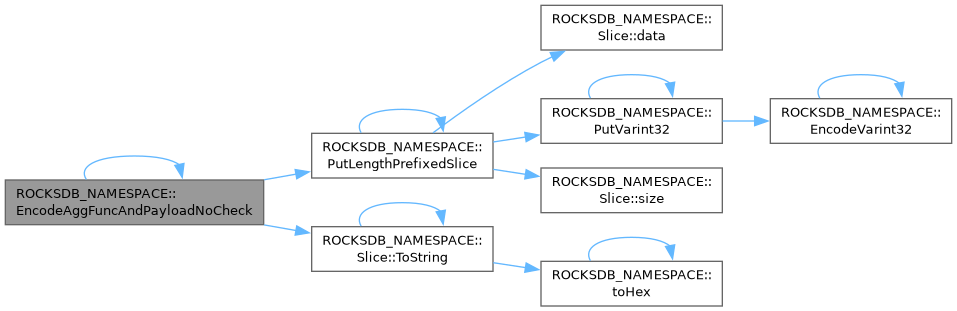 ROCKSDB_NAMESPACE::
EncodeAggFuncAndPayloadNoCheck
ROCKSDB_NAMESPACE::
PutLengthPrefixedSlice
ROCKSDB_NAMESPACE::
Slice::data
ROCKSDB_NAMESPACE::
PutVarint32
ROCKSDB_NAMESPACE::
EncodeVarint32
ROCKSDB_NAMESPACE::
Slice::size
ROCKSDB_NAMESPACE::
Slice::ToString
ROCKSDB_NAMESPACE::
toHex